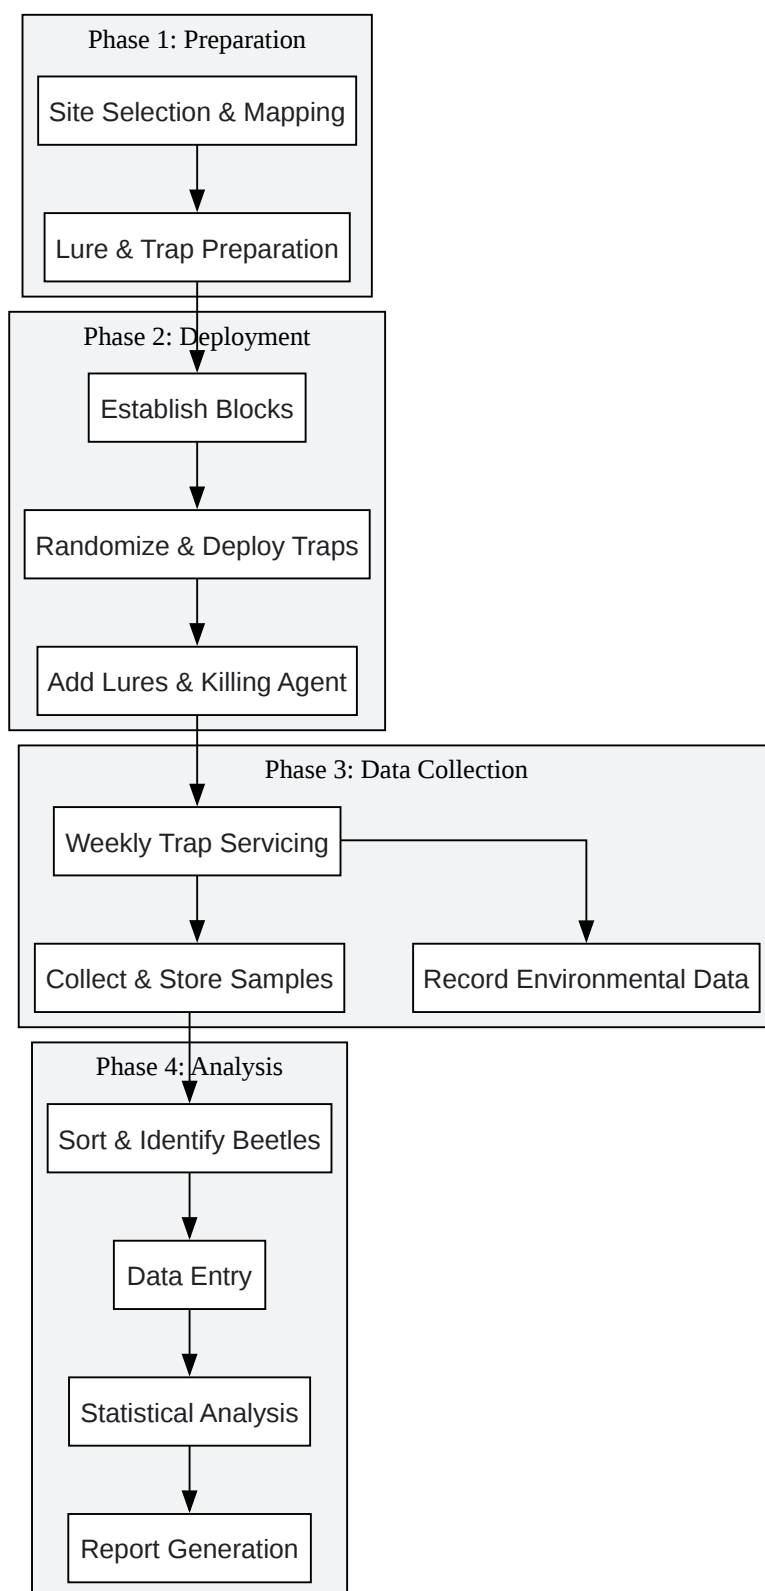 Phase 1: Preparation
Site Selection & Mapping
Lure & Trap Preparation
Phase 2: Deployment
Establish Blocks
Randomize & Deploy Traps
Add Lures & Killing Agent
Phase 3: Data Collection
Weekly Trap Servicing
Collect & Store Samples
Record Environmental Data
Phase 4: Analysis
Sort & Identify Beetles
Data Entry
Statistical Analysis
Report Generation